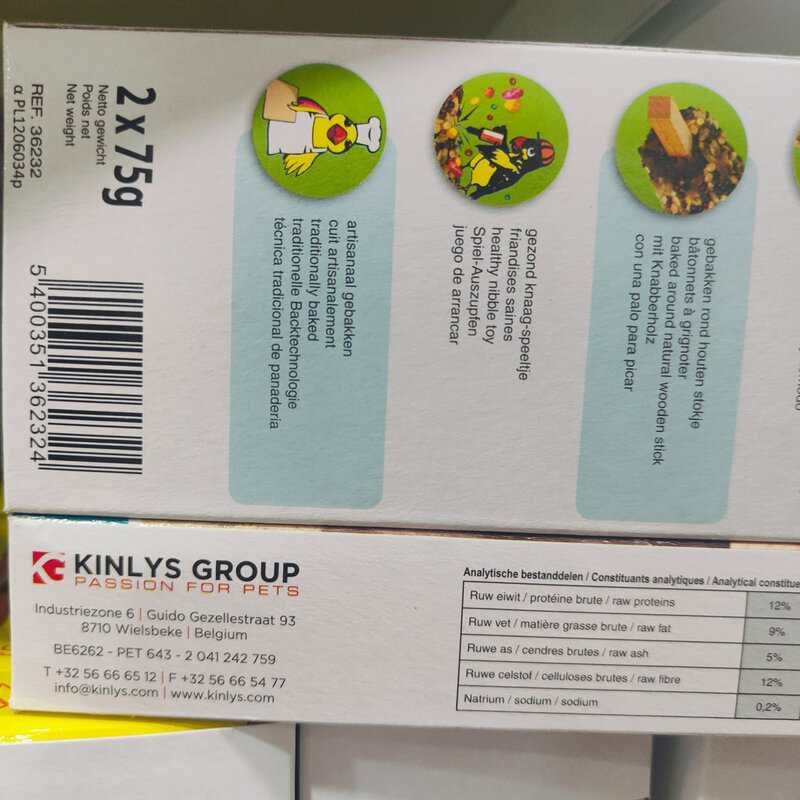 gebakken rond houten stokje
bâtonnets à grignoter
baked around natural wooden stick
mit Knabberholz
con una palo para picar
gezond knaag-speeltje
friandises saines
healthy nibble toy
Spiel-Auszupfen
juego de arrancar
artisanaal gebakken
cuit artisanalement
traditionally baked
traditionelle Backtechnologie
técnica tradicional de panaderia
2 x 75g
Netto gewicht
Poids net
Net weight
REF. 36232
α PL1206034p
5 400351 362324
KINLYS GROUP
PASSION FOR PETS
Industriezone 6 | Guido Gezellestraat 93
8710 Wielsbeke | Belgium
BE6262 - PET 643 - 2 041 242 759
T +32 56 66 65 12 | F +32 56 66 54 77
info@kinlys.com | www.kinlys.com
Analytische bestanddelen / Constituants analytiques / Analytical constitue
Ruw eiwit / protéine brute / raw proteins 12%
Ruw vet / matière grasse brute / raw fat 9%
Ruwe as / cendres brutes / raw ash 5%
Ruwe celstof / celluloses brutes / raw fibre 12%
Natrium / sodium / sodium 0,2%